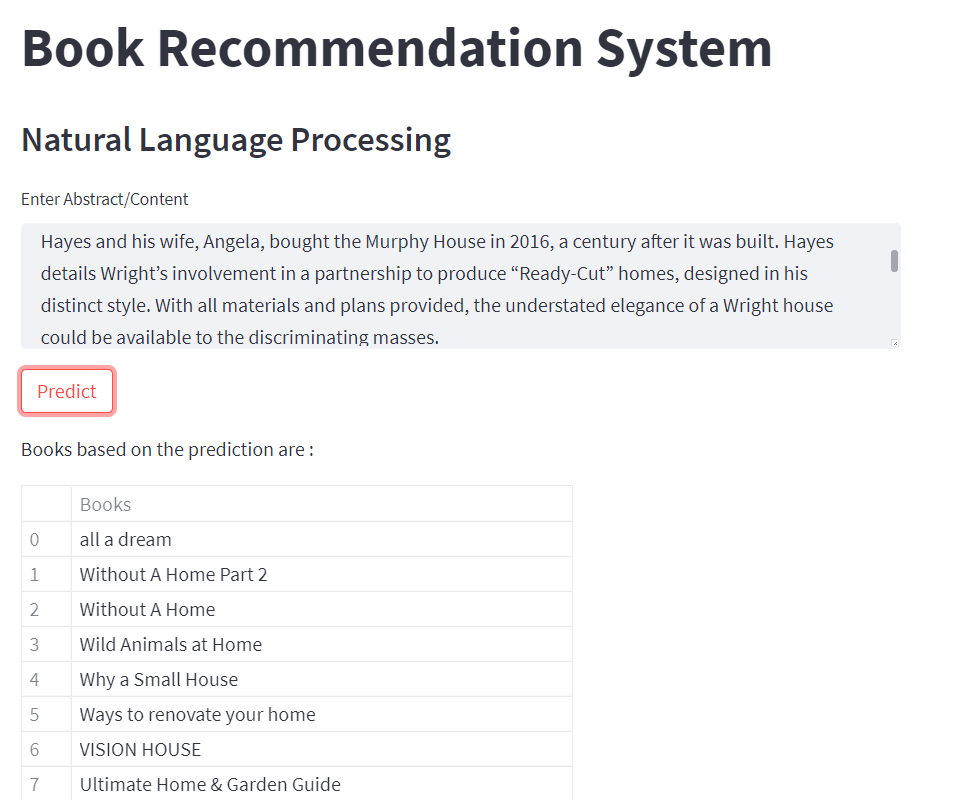 Book Recommendation System
Natural Language Processing
Enter Abstract/Content
Hayes and his wife, Angela, bought the Murphy House in 2016, a century after it was built. Hayes
details Wright’s involvement in a partnership to produce “Ready-Cut” homes, designed in his
distinct style. With all materials and plans provided, the understated elegance of a Wright house
could be available to the discriminating masses.
Predict
Books based on the prediction are :
Books
0 all a dream
1 Without A Home Part 2
2 Without A Home
3 Wild Animals at Home
4 Why a Small House
5 Ways to renovate your home
6 VISION HOUSE
7 Ultimate Home & Garden Guide